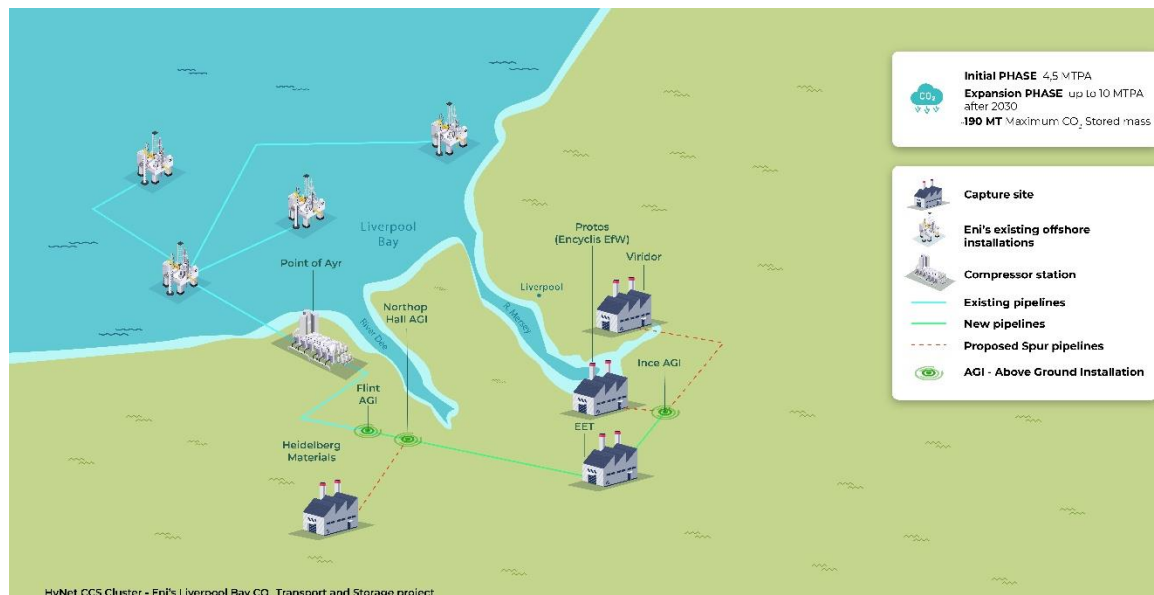 Initial PHASE 4,5 MTPA
Expansion PHASE up to 10 MTPA
after 2030
-190 MT Maximum CO₂ Stored mass
CO₂
Capture site
Eni's existing offshore
installations
Compressor station
Existing pipelines
New pipelines
Proposed Spur pipelines
AGI - Above Ground Installation
Liverpool
Bay
Point of Ayr
Northop
Hall AGI
River Dee
R. Mersey
Liverpool
Protos
(Encyclis EfW)
Viridor
Ince AGI
Flint
AGI
EET
Heidelberg
Materials
HyNet CCS Cluster - Eni's Liverpool Bay CO₂ Transport and Storage project